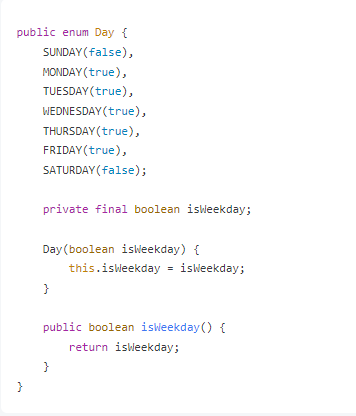 public enum Day {
    SUNDAY(false),
    MONDAY(true),
    TUESDAY(true),
    WEDNESDAY(true),
    THURSDAY(true),
    FRIDAY(true),
    SATURDAY(false);

    private final boolean isWeekday;

    Day(boolean isWeekday) {
        this.isWeekday = isWeekday;
    }

    public boolean isWeekday() {
        return isWeekday;
    }
}